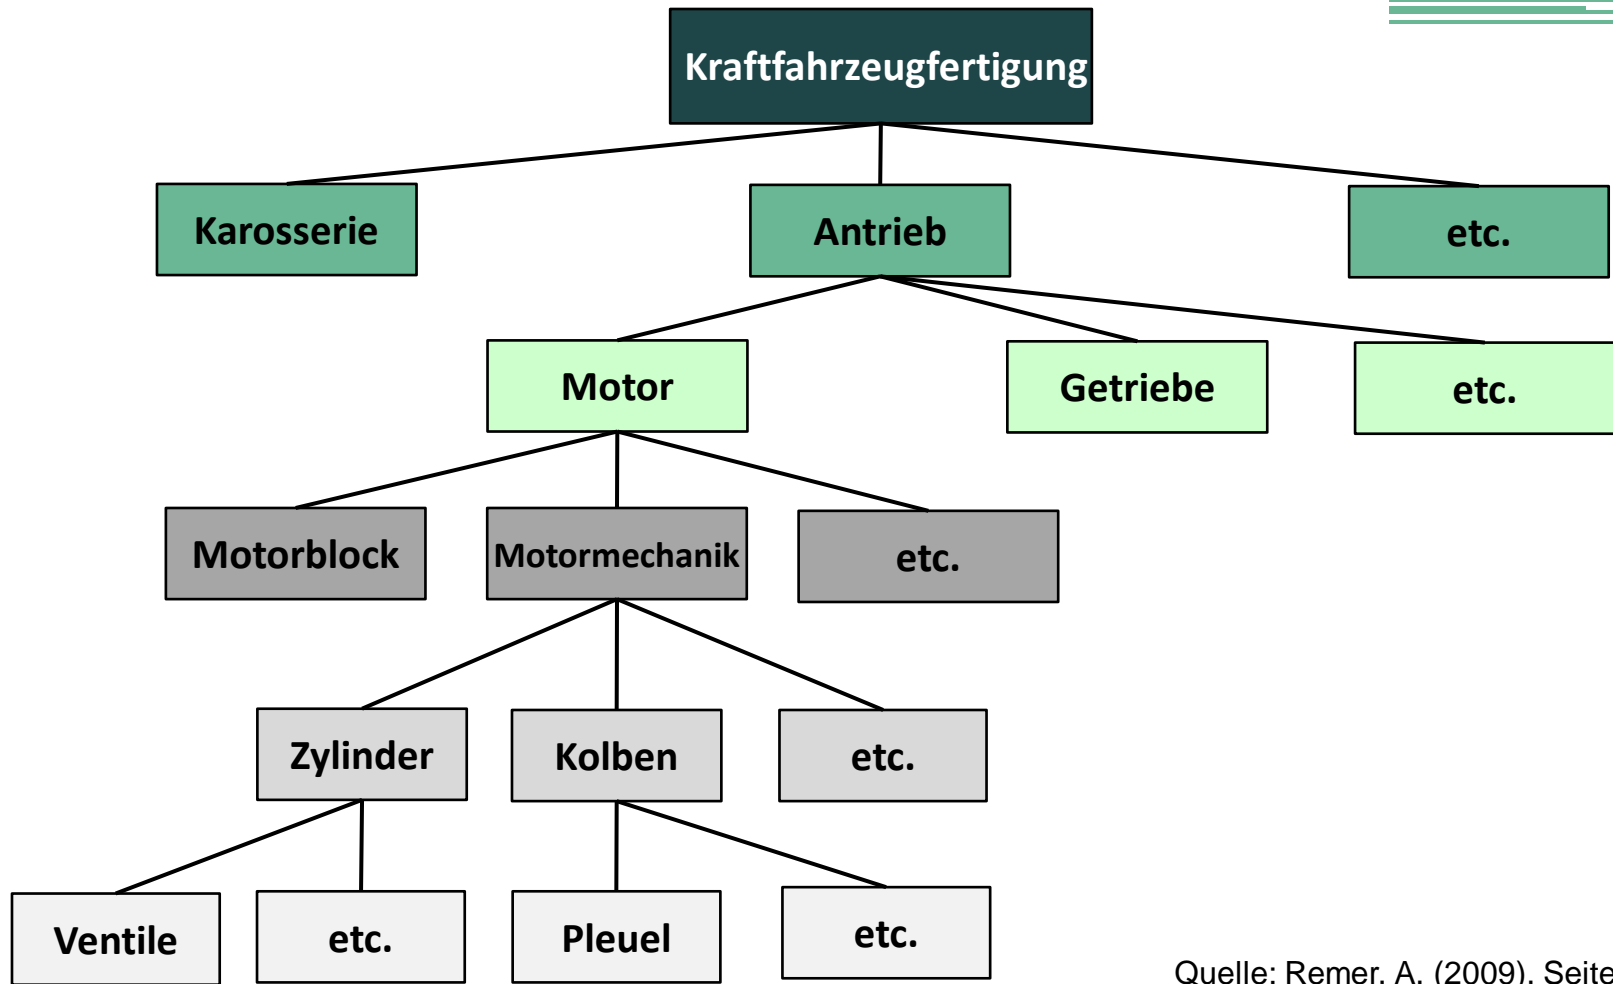 Kraftfahrzeugfertigung
Karosserie
Antrieb
etc.
Motor
Getriebe
etc.
Motorblock
Motormechanik
etc.
Zylinder
Kolben
etc.
Ventile
etc.
Pleuel
etc.
Quelle: Remer, A. (2009), Seite